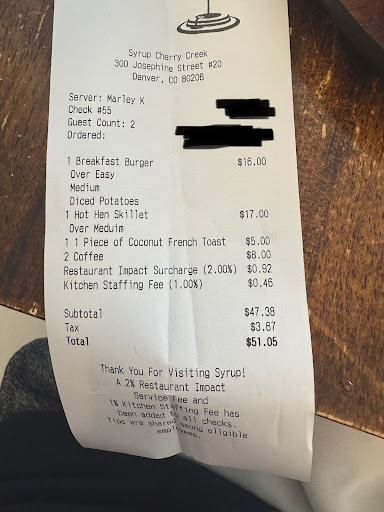 Syrup Cherry Creek
300 Josephine Street #20
Denver, CO 80206
Server: Marley K
Check #55
Guest Count: 2
Ordered:
1 Breakfast Burger $16.00
Over Easy
Medium
Diced Potatoes
1 Hot Hen Skillet $17.00
Over Meduim
1 1 Piece of Coconut French Toast $5.00
2 Coffee $8.00
Restaurant Impact Surcharge (2.00%) $0.92
Kitchen Staffing Fee (1.00%) $0.46
Subtotal $47.38
Tax $3.67
Total $51.05
Thank You For Visiting Syrup!
A 2% Restaurant Impact
Service Fee and
1% Kitchen Staffing Fee has
been added to all checks.
Tips are shared among eligible
employees.